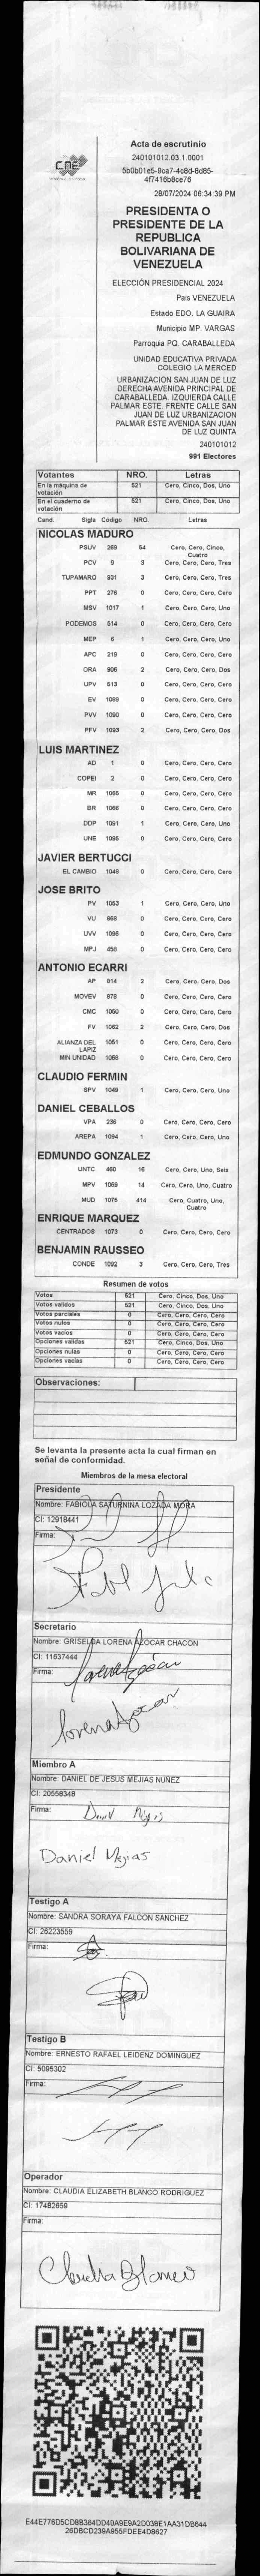 CNE
Acta de escrutinio
240101012.03.1.0001
5b0b01e5-9ca7-4c8d-8d85-
4f7416b8ce76
28/07/2024 06:34:39 PM
PRESIDENTA O
PRESIDENTE DE LA
REPUBLICA
BOLIVARIANA DE
VENEZUELA
ELECCIÓN PRESIDENCIAL 2024
Pais VENEZUELA
Estado EDO. LA GUAIRA
Municipio MP. VARGAS
Parroquia PQ. CARABALLEDA
UNIDAD EDUCATIVA PRIVADA
COLEGIO LA MERCED
URBANIZACION SAN JUAN DE LUZ
DERECHA AVENIDA PRINCIPAL DE
CARABALLEDA. IZQUIERDA CALLE
PALMAR ESTE. FRENTE CALLE SAN
JUAN DE LUZ URBANIZACION
PALMAR ESTE AVENIDA SAN JUAN
DE LUZ QUINTA
240101012
991 Electores
Votantes NRO. Letras
En la máquina de votación 521 Cero, Cinco, Dos, Uno
En el cuaderno de votación 521 Cero, Cinco, Dos, Uno
Cand. Sigla Código NRO. Letras
NICOLAS MADURO
PSUV 269 54 Cero, Cero, Cinco, Cuatro
PCV 9 3 Cero, Cero, Cero, Tres
TUPAMARO 931 3 Cero, Cero, Cero, Tres
PPT 276 0 Cero, Cero, Cero, Cero
MSV 1017 1 Cero, Cero, Cero, Uno
PODEMOS 514 0 Cero, Cero, Cero, Cero
MEP 6 1 Cero, Cero, Cero, Uno
APC 219 0 Cero, Cero, Cero, Cero
ORA 906 2 Cero, Cero, Cero, Dos
UPV 613 0 Cero, Cero, Cero, Cero
EV 1089 0 Cero, Cero, Cero, Cero
PVV 1090 0 Cero, Cero, Cero, Cero
PFV 1093 2 Cero, Cero, Cero, Dos
LUIS MARTINEZ
AD 1 0 Cero, Cero, Cero, Cero
COPEI 2 0 Cero, Cero, Cero, Cero
MR 1065 0 Cero, Cero, Cero, Cero
BR 1066 0 Cero, Cero, Cero, Cero
DDP 1091 1 Cero, Cero, Cero, Uno
UNE 1095 0 Cero, Cero, Cero, Cero
JAVIER BERTUCCI
EL CAMBIO 1048 0 Cero, Cero, Cero, Cero
JOSE BRITO
PV 1053 1 Cero, Cero, Cero, Uno
VU 868 0 Cero, Cero, Cero, Cero
UVV 1096 0 Cero, Cero, Cero, Cero
MPJ 458 0 Cero, Cero, Cero, Cero
ANTONIO ECARRI
AP 814 2 Cero, Cero, Cero, Dos
MOVEV 878 0 Cero, Cero, Cero, Cero
CMC 1050 0 Cero, Cero, Cero, Cero
FV 1062 2 Cero, Cero, Cero, Dos
ALIANZA DEL LAPIZ 1051 0 Cero, Cero, Cero, Cero
MIN UNIDAD 1068 0 Cero, Cero, Cero, Cero
CLAUDIO FERMIN
SPV 1049 1 Cero, Cero, Cero, Uno
DANIEL CEBALLOS
VPA 236 0 Cero, Cero, Cero, Cero
AREPA 1094 1 Cero, Cero, Cero, Uno
EDMUNDO GONZALEZ
UNTC 460 16 Cero, Cero, Uno, Seis
MPV 1069 14 Cero, Cero, Uno, Cuatro
MUD 1075 414 Cero, Cuatro, Uno, Cuatro
ENRIQUE MARQUEZ
CENTRADOS 1073 0 Cero, Cero, Cero, Cero
BENJAMIN RAUSSEO
CONDE 1092 3 Cero, Cero, Cero, Tres
Resumen de votos
Votos 521 Cero, Cinco, Dos, Uno
Votos validos 521 Cero, Cinco, Dos, Uno
Votos parciales 0 Cero, Cero, Cero, Cero
Votos nulos 0 Cero, Cero, Cero, Cero
Votos vacios 0 Cero, Cero, Cero, Cero
Opciones validas 521 Cero, Cinco, Dos, Uno
Opciones nulas 0 Cero, Cero, Cero, Cero
Opciones vacias 0 Cero, Cero, Cero, Cero
Observaciones:
Se levanta la presente acta la cual firman en
señal de conformidad.
Miembros de la mesa electoral
Presidente
Nombre: FABIOLA SATURNINA LOZADA MORA
CI: 12918441
Firma:
Secretario
Nombre: GRISELDA LORENA AZOCAR CHACON
CI: 11637444
Firma: Lorena Azocar
Lorena Azocar
Miembro A
Nombre: DANIEL DE JESUS MEJIAS NUNEZ
CI: 20558348
Firma: Daniel Mejias
Daniel Mejias
Testigo A
Nombre: SANDRA SORAYA FALCON SANCHEZ
CI: 26223559
Firma:
Testigo B
Nombre: ERNESTO RAFAEL LEIDENZ DOMINGUEZ
CI: 5095302
Firma:
Operador
Nombre: CLAUDIA ELIZABETH BLANCO RODRIGUEZ
CI: 17482659
Firma:
Claudia Blanco
E44E776D5CD8B364DD40A9E9A2D038E1AA31DB644
26DBCD239A955FDEE4D8627